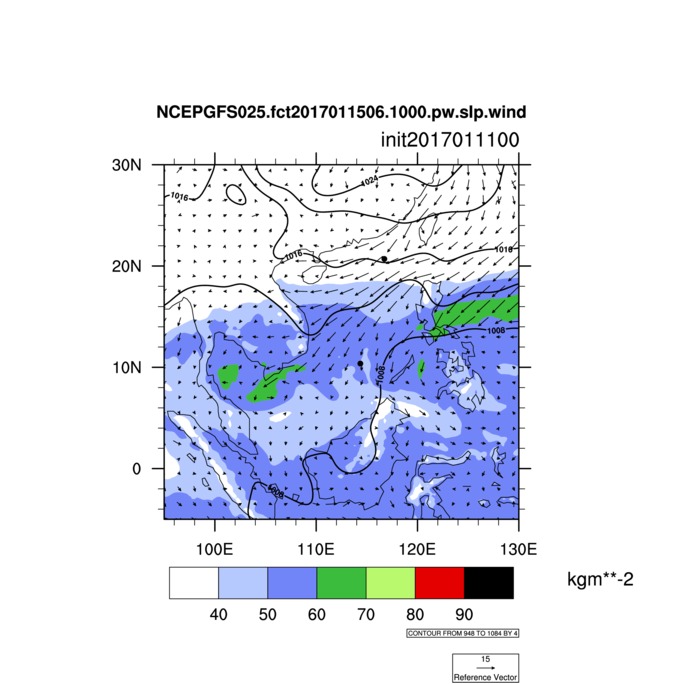 NCEPGFS025.fct2017011506.1000.pw.slp.wind
init2017011100
30N
1024
1016
1016
1016
20N
1008
10N
1008
0
1008
100E
110E
120E
130E
kgm**-2
40
50
60
70
80
90
CONTOUR FROM 948 TO 1084 BY 4
15
Reference Vector